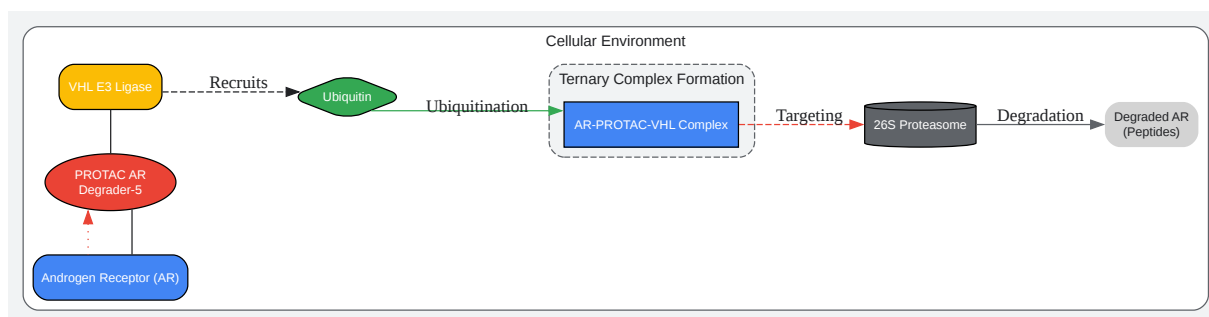 Cellular Environment
VHL E3 Ligase
Recruits
Ubiquitin
Ubiquitination
Ternary Complex Formation
AR-PROTAC-VHL Complex
Targeting
26S Proteasome
Degradation
Degraded AR
(Peptides)
PROTAC AR
Degrader-5
Androgen Receptor (AR)